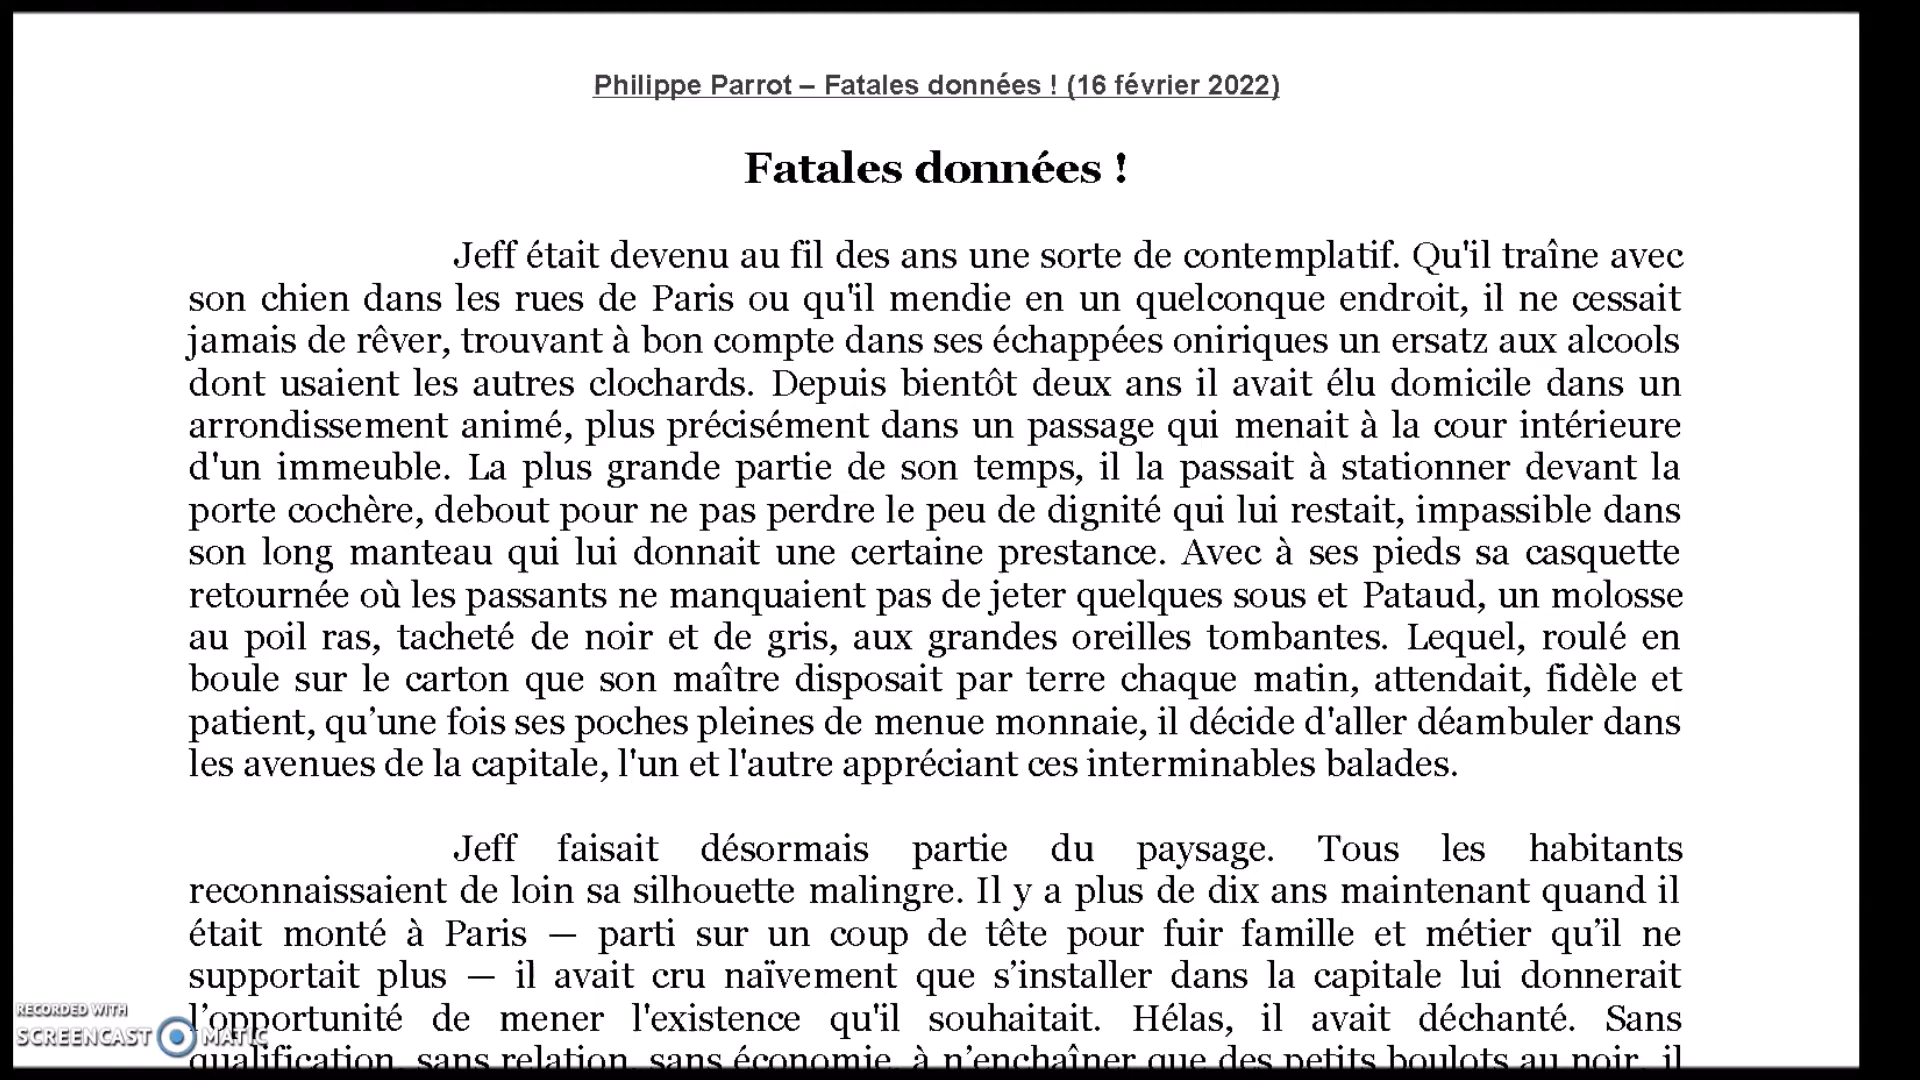 Philippe Parrot – Fatales données ! (16 février 2022)
Fatales données !
Jeff était devenu au fil des ans une sorte de contemplatif. Qu'il traîne avec
son chien dans les rues de Paris ou qu'il mendie en un quelconque endroit, il ne cessait
jamais de rêver, trouvant à bon compte dans ses échappées oniriques un ersatz aux alcools
dont usaient les autres clochards. Depuis bientôt deux ans il avait élu domicile dans un
arrondissement animé, plus précisément dans un passage qui menait à la cour intérieure
d'un immeuble. La plus grande partie de son temps, il la passait à stationner devant la
porte cochère, debout pour ne pas perdre le peu de dignité qui lui restait, impassible dans
son long manteau qui lui donnait une certaine prestance. Avec à ses pieds sa casquette
retournée où les passants ne manquaient pas de jeter quelques sous et Pataud, un molosse
au poil ras, tacheté de noir et de gris, aux grandes oreilles tombantes. Lequel, roulé en
boule sur le carton que son maître disposait par terre chaque matin, attendait, fidèle et
patient, qu’une fois ses poches pleines de menue monnaie, il décide d'aller déambuler dans
les avenues de la capitale, l'un et l'autre appréciant ces interminables balades.
Jeff faisait désormais partie du paysage. Tous les habitants
reconnaissaient de loin sa silhouette malingre. Il y a plus de dix ans maintenant quand il
était monté à Paris — parti sur un coup de tête pour fuir famille et métier qu’il ne
supportait plus — il avait cru naïvement que s’installer dans la capitale lui donnerait
l’opportunité de mener l'existence qu'il souhaitait. Hélas, il avait déchanté. Sans
qualification, sans relation, sans économie, à n’enchaîner que des petits boulots au noir, il
RECORDED WITH
SCREENCAST MATIC